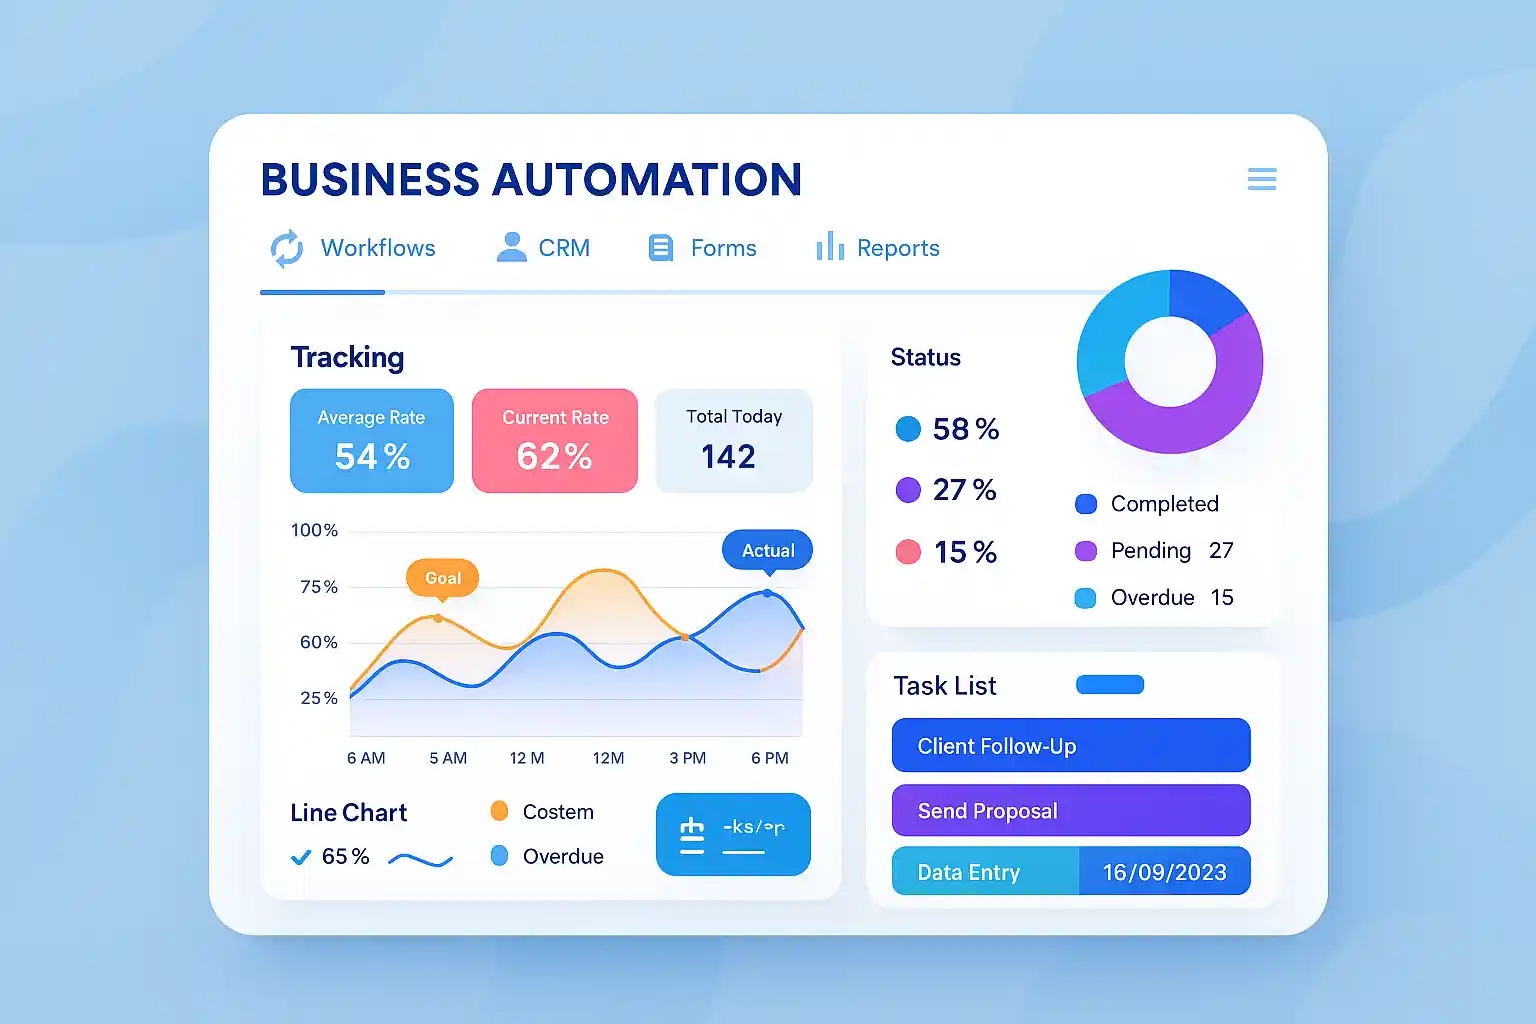 BUSINESS AUTOMATION
Workflows
CRM
Forms
Reports
Tracking
Average Rate
54%
Current Rate
62%
Total Today
142
100%
75%
60%
25%
Goal
Actual
6 AM
5 AM
12 M
12M
3 PM
6 PM
Line Chart
65%
Costem
Overdue
Status
58%
27%
15%
Completed
Pending 27
Overdue 15
Task List
Client Follow-Up
Send Proposal
Data Entry
16/09/2023